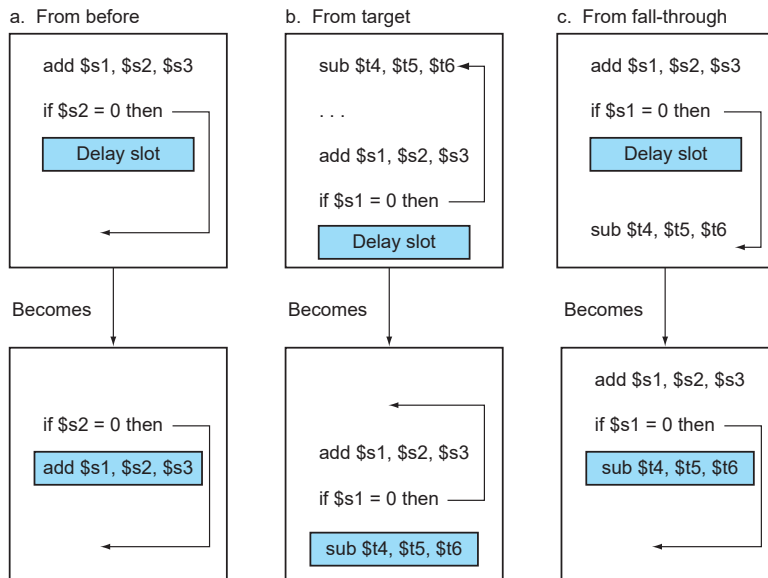 a. From before
add $s1, $s2, $s3
if $s2 = 0 then
Delay slot
Becomes
if $s2 = 0 then
add $s1, $s2, $s3
b. From target
sub $t4, $t5, $t6
. . .
add $s1, $s2, $s3
if $s1 = 0 then
Delay slot
Becomes
add $s1, $s2, $s3
if $s1 = 0 then
sub $t4, $t5, $t6
c. From fall-through
add $s1, $s2, $s3
if $s1 = 0 then
Delay slot
sub $t4, $t5, $t6
Becomes
add $s1, $s2, $s3
if $s1 = 0 then
sub $t4, $t5, $t6